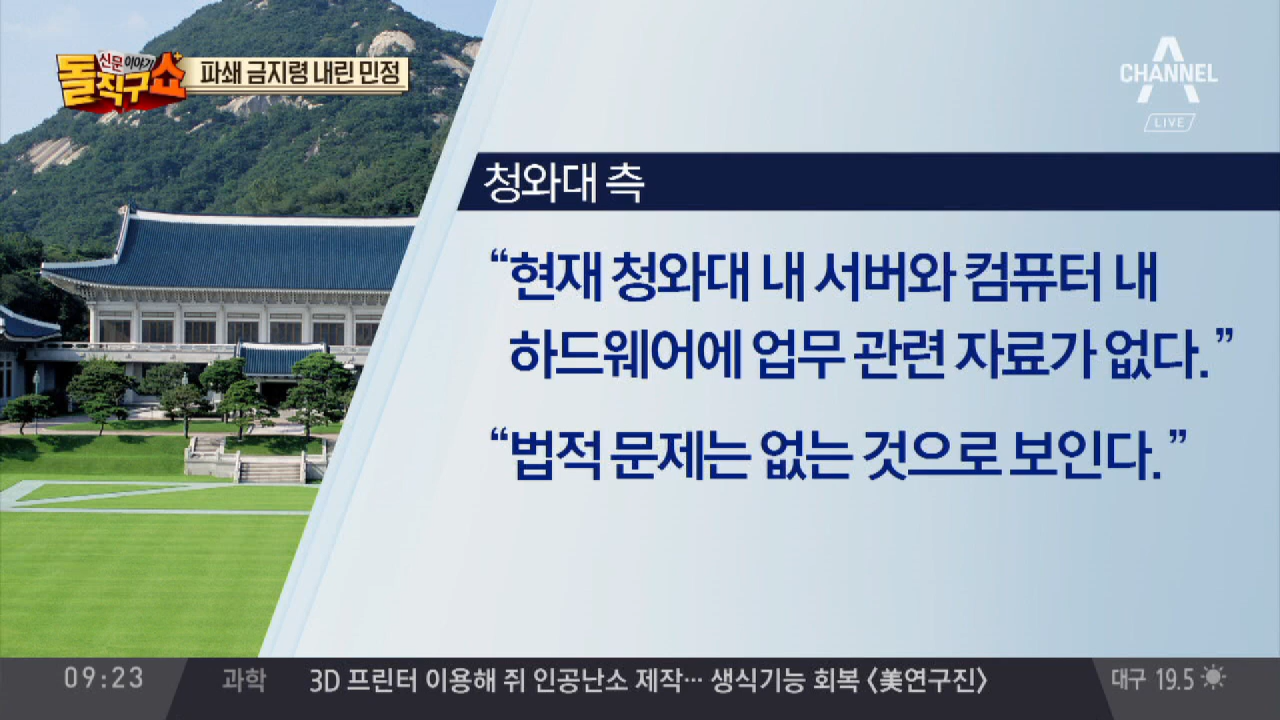 신문이야기
돌직구쇼+
파쇄 금지령 내린 민정
CHANNEL A
LIVE
청와대 측
“현재 청와대 내 서버와 컴퓨터 내
하드웨어에 업무 관련 자료가 없다.”
“법적 문제는 없는 것으로 보인다.”
09:23 과학 3D 프린터 이용해 쥐 인공난소 제작… 생식기능 회복 〈美연구진〉 대구 19.5